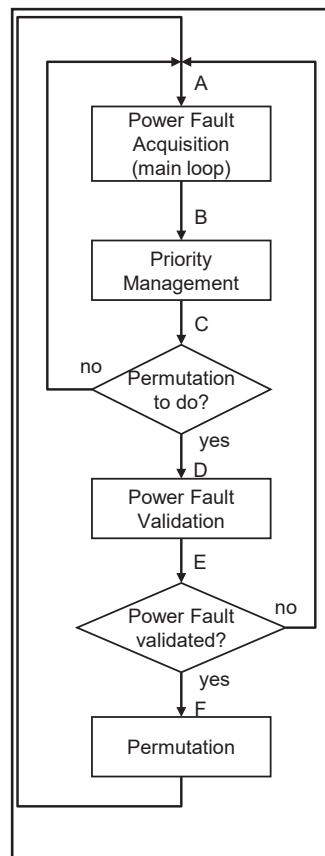 A
Power Fault
Acquisition
(main loop)
B
Priority
Management
C
no
Permutation
to do?
yes
D
Power Fault
Validation
E
Power Fault
validated?
no
yes
F
Permutation